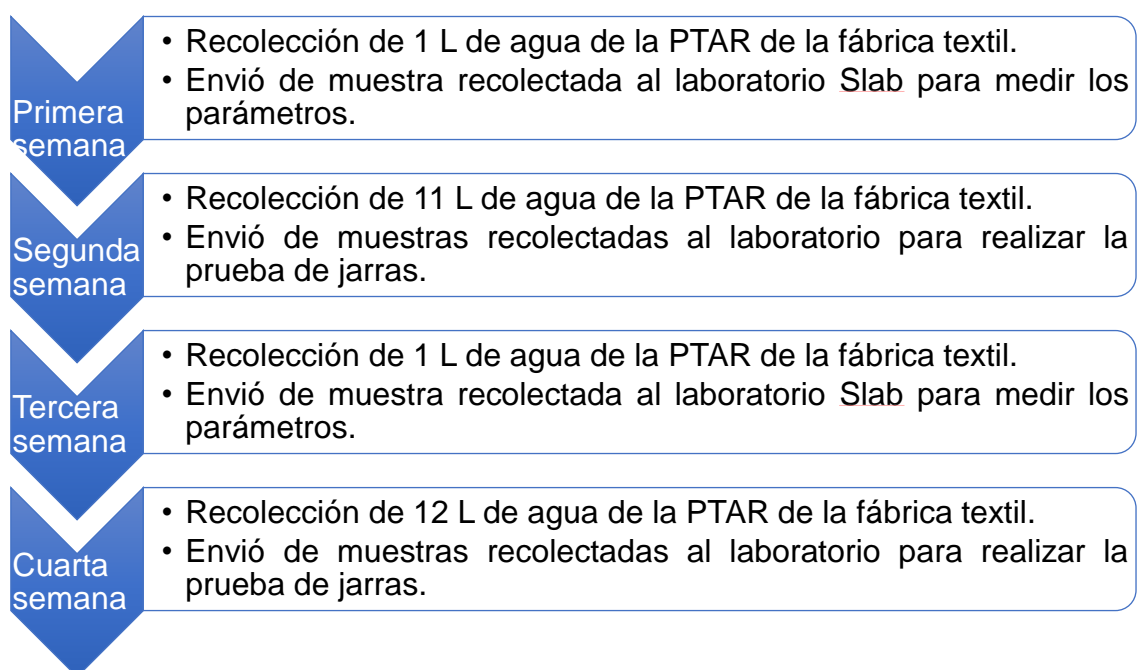 Primera
semana
• Recolección de 1 L de agua de la PTAR de la fábrica textil.
• Envió de muestra recolectada al laboratorio Slab para medir los
parámetros.
Segunda
semana
• Recolección de 11 L de agua de la PTAR de la fábrica textil.
• Envió de muestras recolectadas al laboratorio para realizar la
prueba de jarras.
Tercera
semana
• Recolección de 1 L de agua de la PTAR de la fábrica textil.
• Envió de muestra recolectada al laboratorio Slab para medir los
parámetros.
Cuarta
semana
• Recolección de 12 L de agua de la PTAR de la fábrica textil.
• Envió de muestras recolectadas al laboratorio para realizar la
prueba de jarras.